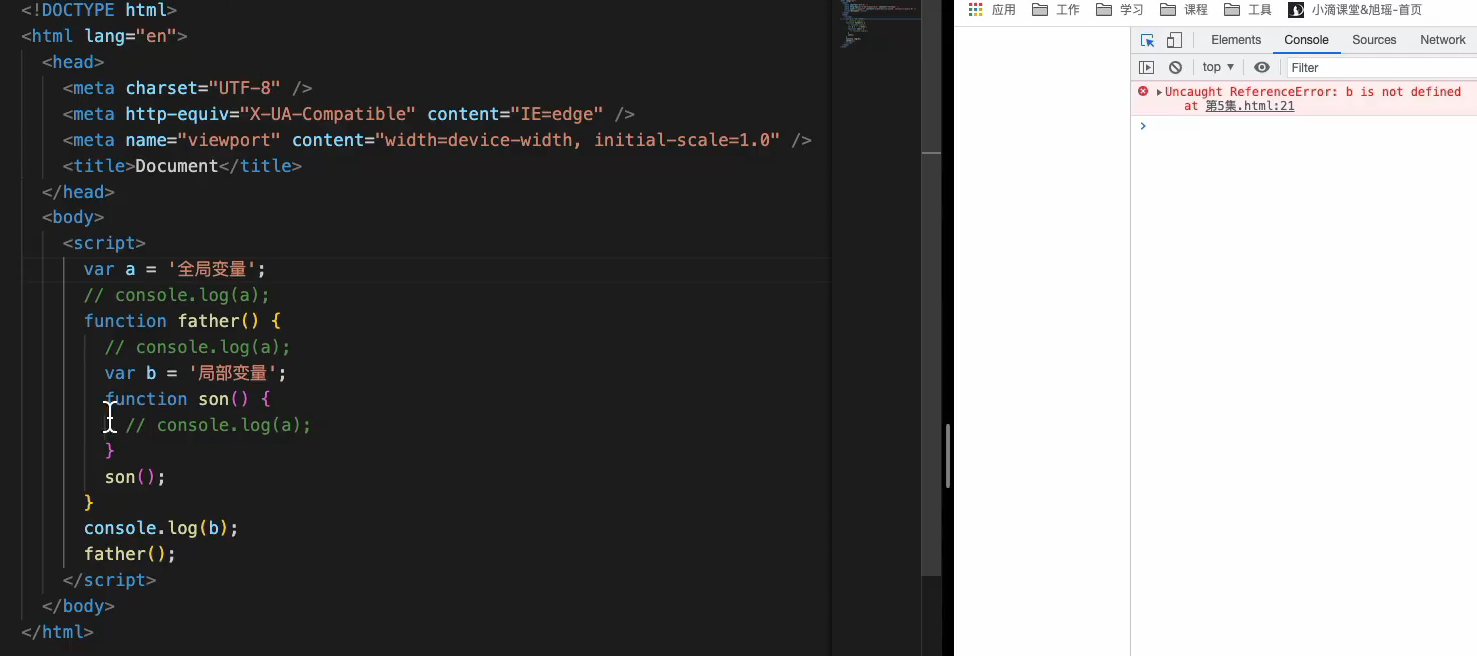 <!DOCTYPE html>
<html lang="en">
<head>
<meta charset="UTF-8" />
<meta http-equiv="X-UA-Compatible" content="IE=edge" />
<meta name="viewport" content="width=device-width, initial-scale=1.0" />
<title>Document</title>
</head>
<body>
<script>
var a = '全局变量';
// console.log(a);
function father() {
// console.log(a);
var b = '局部变量';
function son() {
// console.log(a);
}
son();
}
console.log(b);
father();
</script>
</body>
</html>
应用 工作 学习 课程 工具 小滴课堂&旭瑶-首页
Elements Console Sources Network
top ▼ Filter
Uncaught ReferenceError: b is not defined
at 第5集.html:21